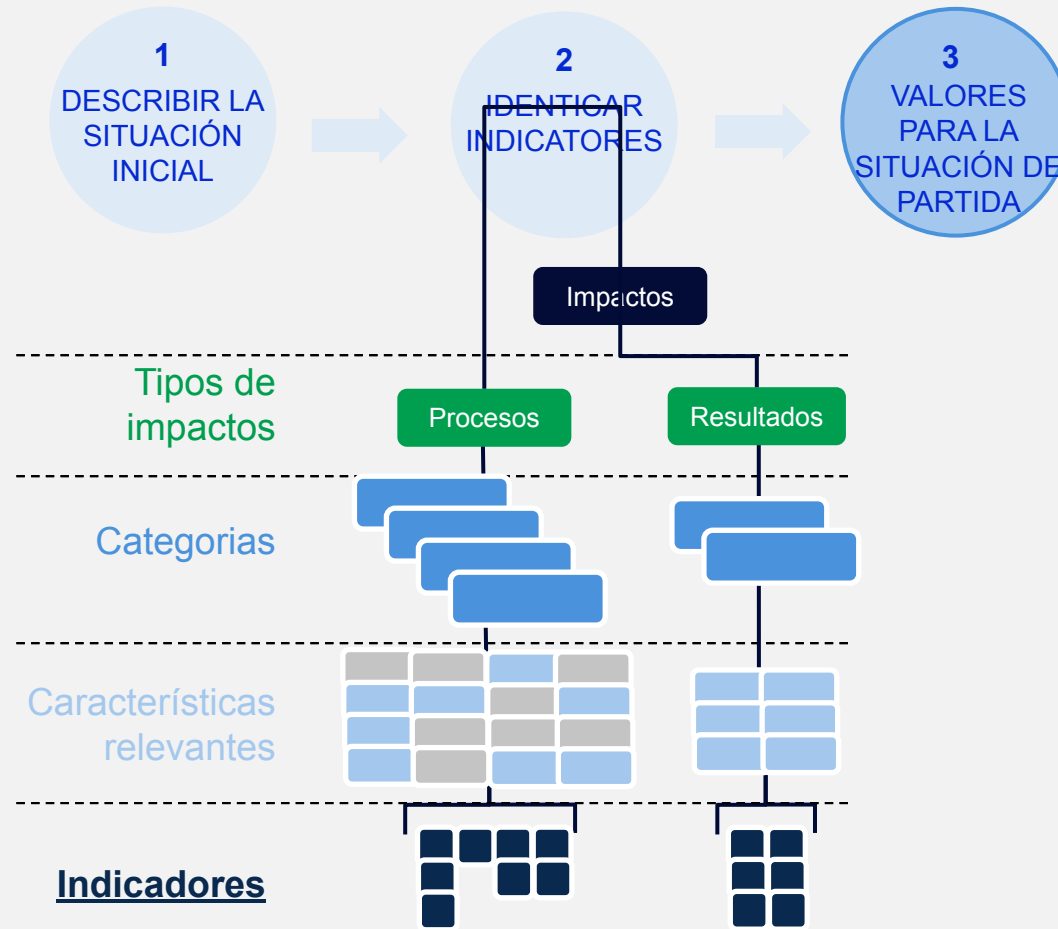 1
DESCRIBIR LA
SITUACIÓN
INICIAL
2
IDENTICAR
INDICATORES
3
VALORES
PARA LA
SITUACIÓN DE
PARTIDA
Impactos
Tipos de
impactos
Procesos
Resultados
Categorias
Características
relevantes
Indicadores